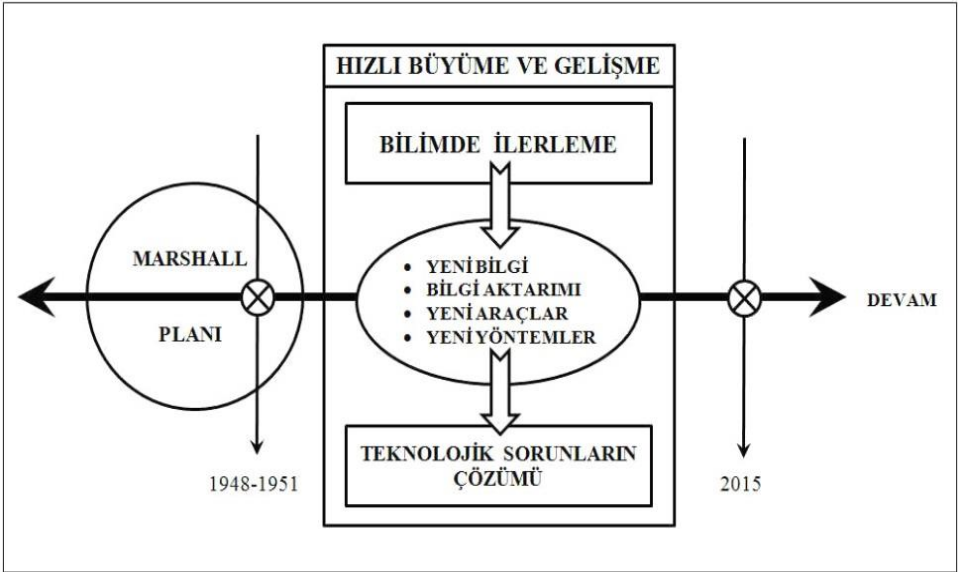 HIZLI BÜYÜME VE GELİŞME
BİLİMDE İLERLEME
MARSHALL
PLANI
• YENİ BİLGİ
• BİLGİ AKTARIMI
• YENİ ARAÇLAR
• YENİ YÖNTEMLER
DEVAM
TEKNOLOJİK SORUNLARIN
ÇÖZÜMÜ
1948-1951
2015